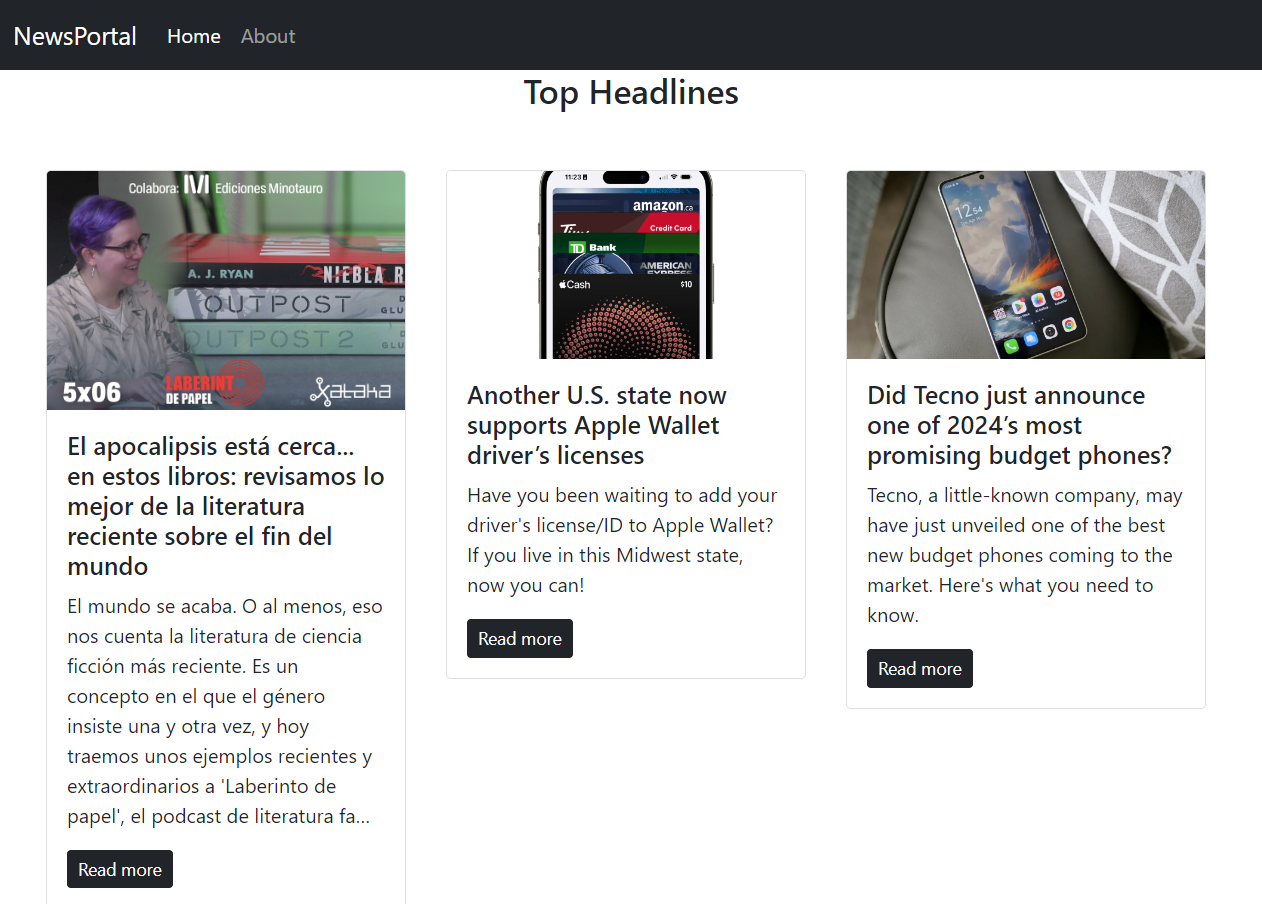 NewsPortal Home About
Top Headlines
Colabora: Ediciones Minotauro
A. J. RYAN
NIEBLA R
OUTPOST
GLU
OUTPOST 2
GLU
5x06
LABERINT
DE PAPEL
xataka
El apocalipsis está cerca...
en estos libros: revisamos lo
mejor de la literatura
reciente sobre el fin del
mundo
El mundo se acaba. O al menos, eso
nos cuenta la literatura de ciencia
ficción más reciente. Es un
concepto en el que el género
insiste una y otra vez, y hoy
traemos unos ejemplos recientes y
extraordinarios a 'Laberinto de
papel', el podcast de literatura fa...
Read more
11:23
amazon.ca
Credit Card
TD Bank
AMERICAN
EXPRESS
Cash
$10
Another U.S. state now
supports Apple Wallet
driver’s licenses
Have you been waiting to add your
driver's license/ID to Apple Wallet?
If you live in this Midwest state,
now you can!
Read more
12:54
Did Tecno just announce
one of 2024’s most
promising budget phones?
Tecno, a little-known company, may
have just unveiled one of the best
new budget phones coming to the
market. Here's what you need to
know.
Read more